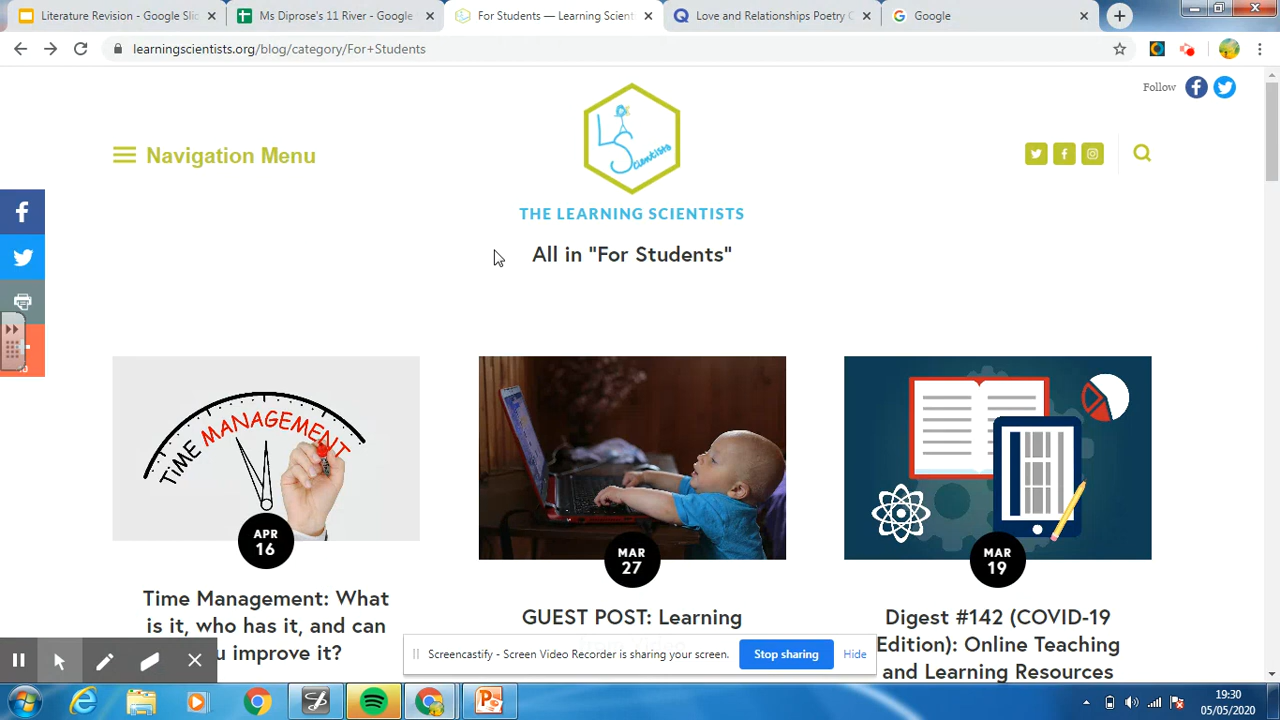 Literature Revision - Google Slic
Ms Diprose's 11 River - Google
For Students — Learning Scient
Love and Relationships Poetry C
Google
learningscientists.org/blog/category/For+Students
Follow
Navigation Menu
L
Scientists
THE LEARNING SCIENTISTS
All in "For Students"
TiME MANAGEMENT
APR
16
MAR
27
MAR
19
Time Management: What
is it, who has it, and can
u improve it?
GUEST POST: Learning
Digest #142 (COVID-19
Edition): Online Teaching
and Learning Resources
Screencastify - Screen Video Recorder is sharing your screen.
Stop sharing
Hide
19:30
05/05/2020